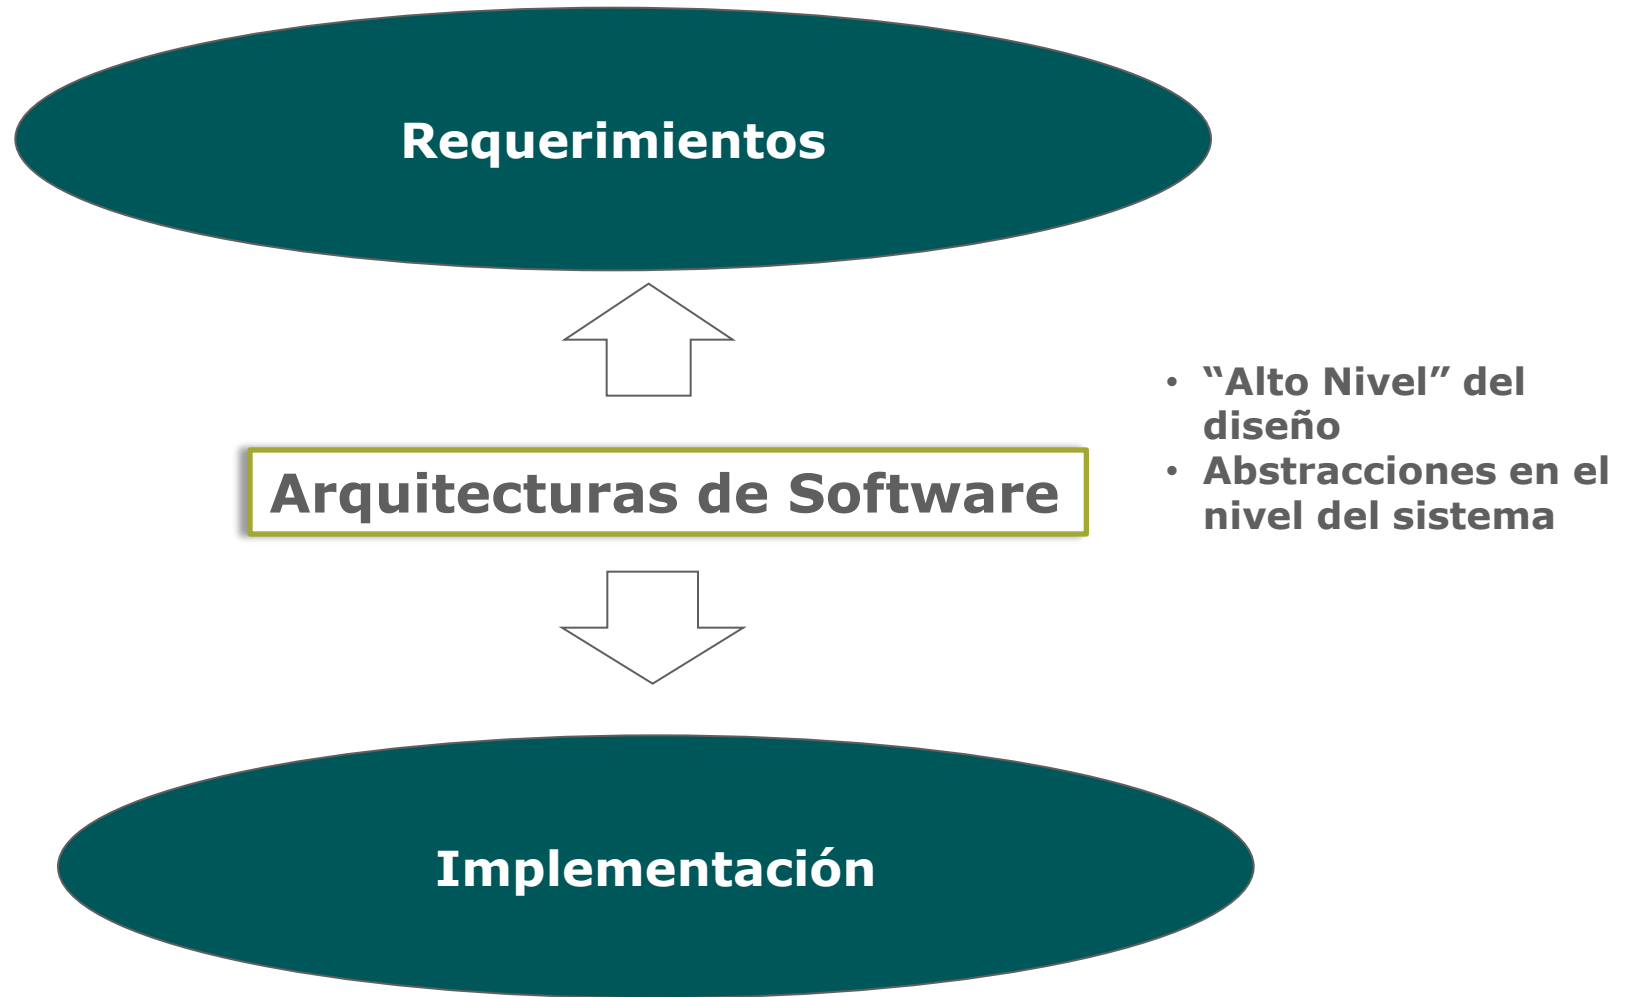 Requerimientos
Arquitecturas de Software
• “Alto Nivel” del
diseño
• Abstracciones en el
nivel del sistema
Implementación